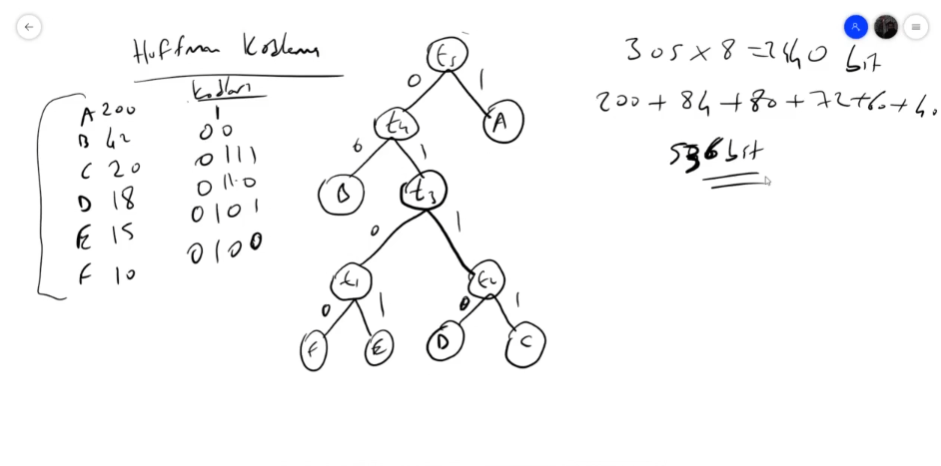 Huffman Kodlama
Kodları
A 200 1
B 42 00
C 20 0111
D 18 0110
E 15 0101
F 10 0100
t5
0 1
t4 A
0 1
B t3
0 1
t1 t2
0 1 0 1
F E D C
305 x 8 = 2440 bit
200 + 84 + 80 + 72 + 60 + 40
536 bit